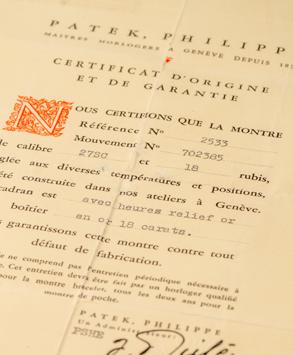 PATEK, PHILIPP
MAITRES HORLOGERS A GENÈVE DEPUIS 18
CERTIFICAT D'ORIGINE
ET DE GARANTIE
NOUS CERTIFIONS QUE LA MONTRE
Référence No 2533
Mouvement No 702385
de calibre 27SC et 18 rubis,
glée aux diverses températures et positions,
été construite dans nos ateliers à Genève.
cadran est avec heures relief or
boîtier en or 18 carats.
us garantissons cette montre contre tout
défaut de fabrication.
ne comprend pas l'entretien périodique nécessaire à
Cet entretien devra être fait par un horloger qualifié
pour la montre bracelet, tous les deux ans pour la
montre de poche.
PATEK, PHILIPPE
Un Administrateur: